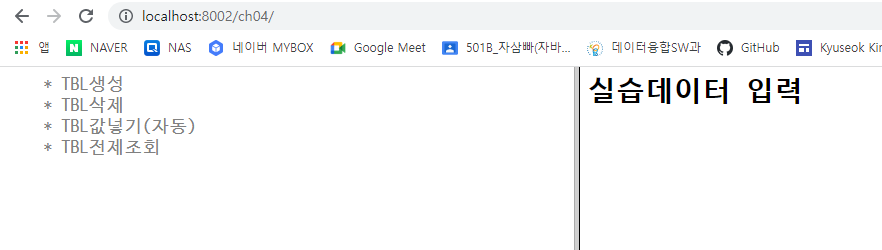 localhost:8002/ch04/
앱 NAVER NAS 네이버 MYBOX Google Meet 501B_자삼빠(자바... 데이터융합SW과 GitHub Kyuseok Kir
* TBL생성
* TBL삭제
* TBL값넣기(자동)
* TBL전제조회
실습데이터 입력